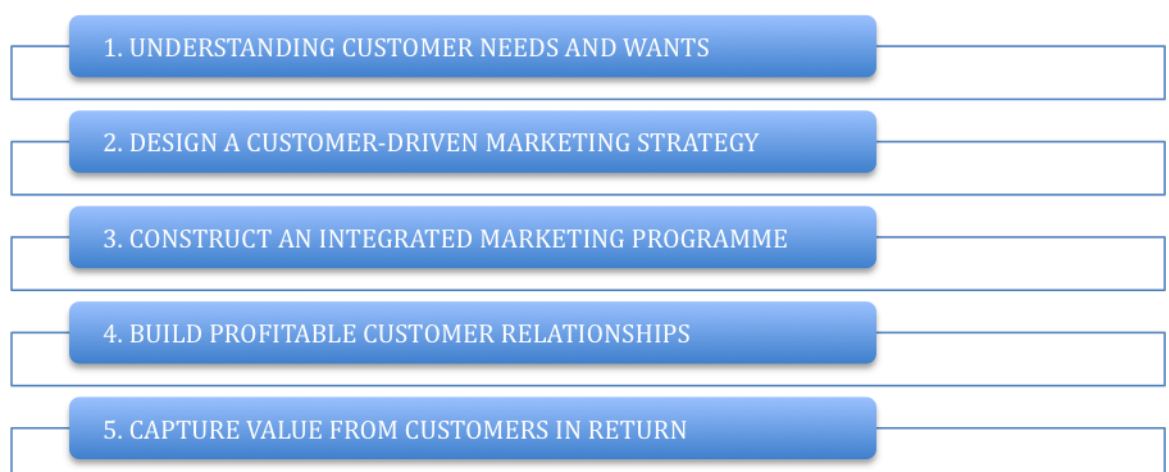 1. UNDERSTANDING CUSTOMER NEEDS AND WANTS
2. DESIGN A CUSTOMER-DRIVEN MARKETING STRATEGY
3. CONSTRUCT AN INTEGRATED MARKETING PROGRAMME
4. BUILD PROFITABLE CUSTOMER RELATIONSHIPS
5. CAPTURE VALUE FROM CUSTOMERS IN RETURN